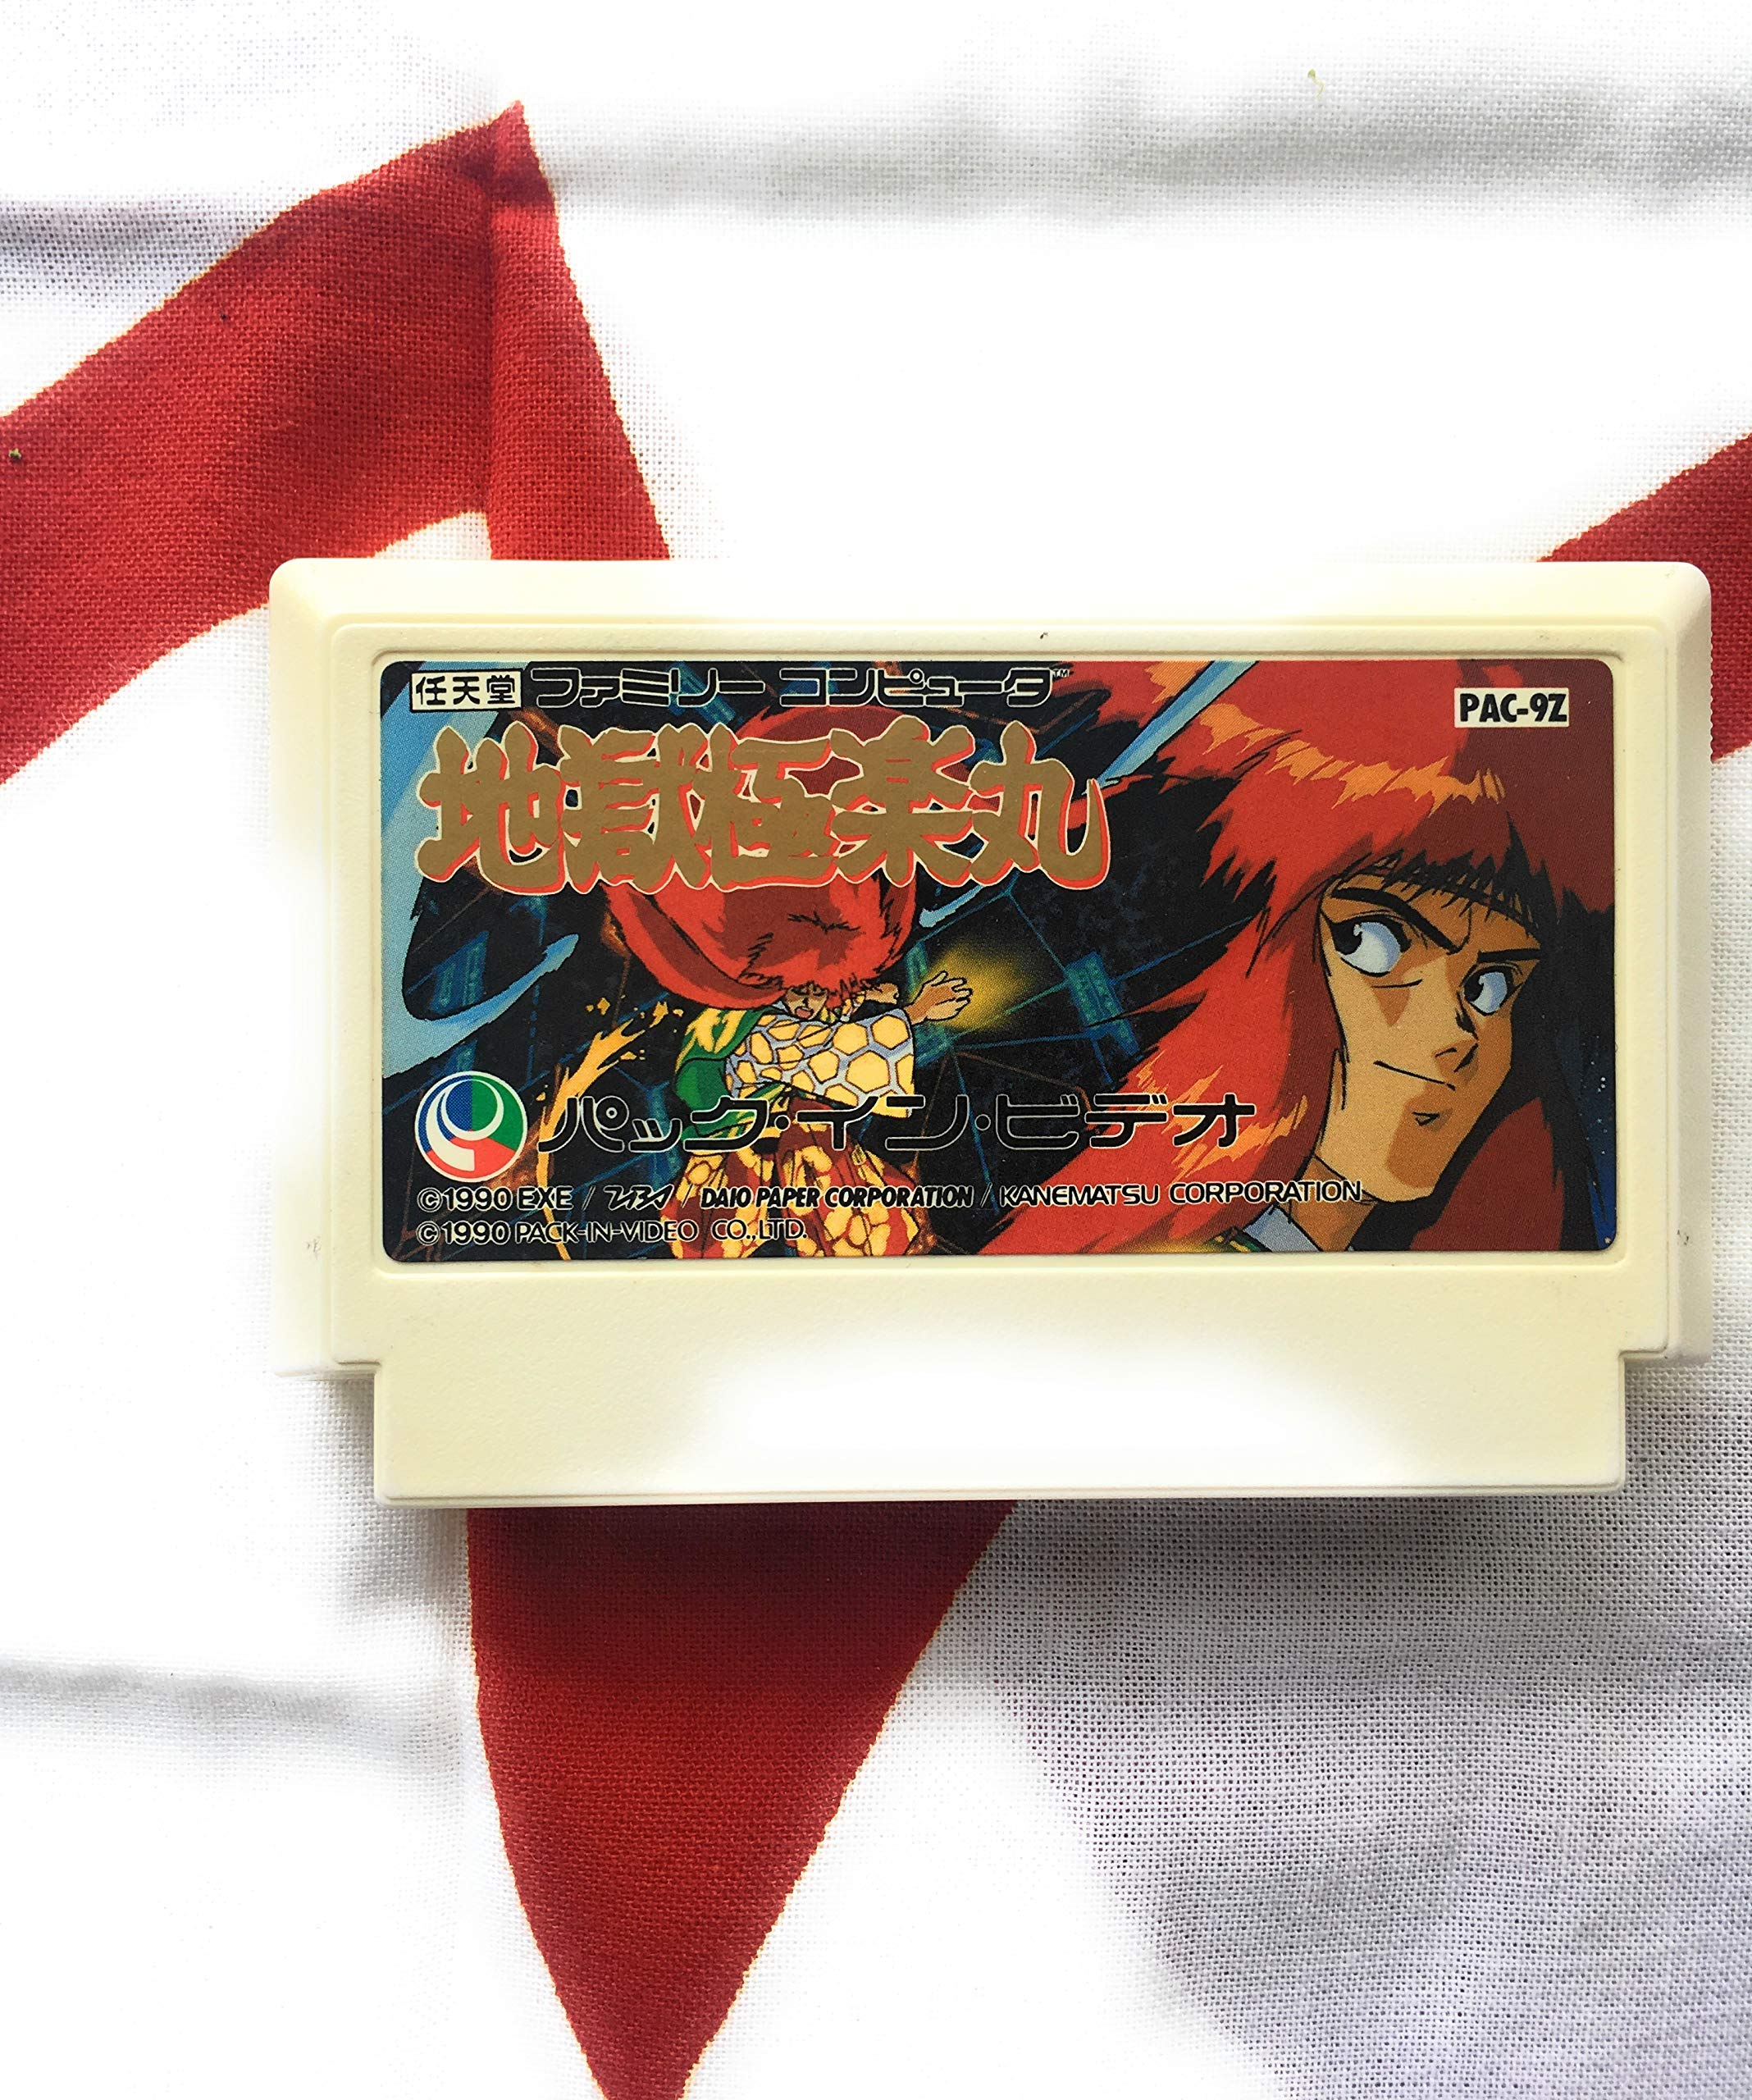 任天堂 ファミリー コンピュータ™
PAC-9Z
地獄極楽丸
パック・イン・ビデオ
©1990 EXE / / DAIO PAPER CORPORATION / KANEMATSU CORPORATION
©1990 PACK-IN-VIDEO CO.,LTD.